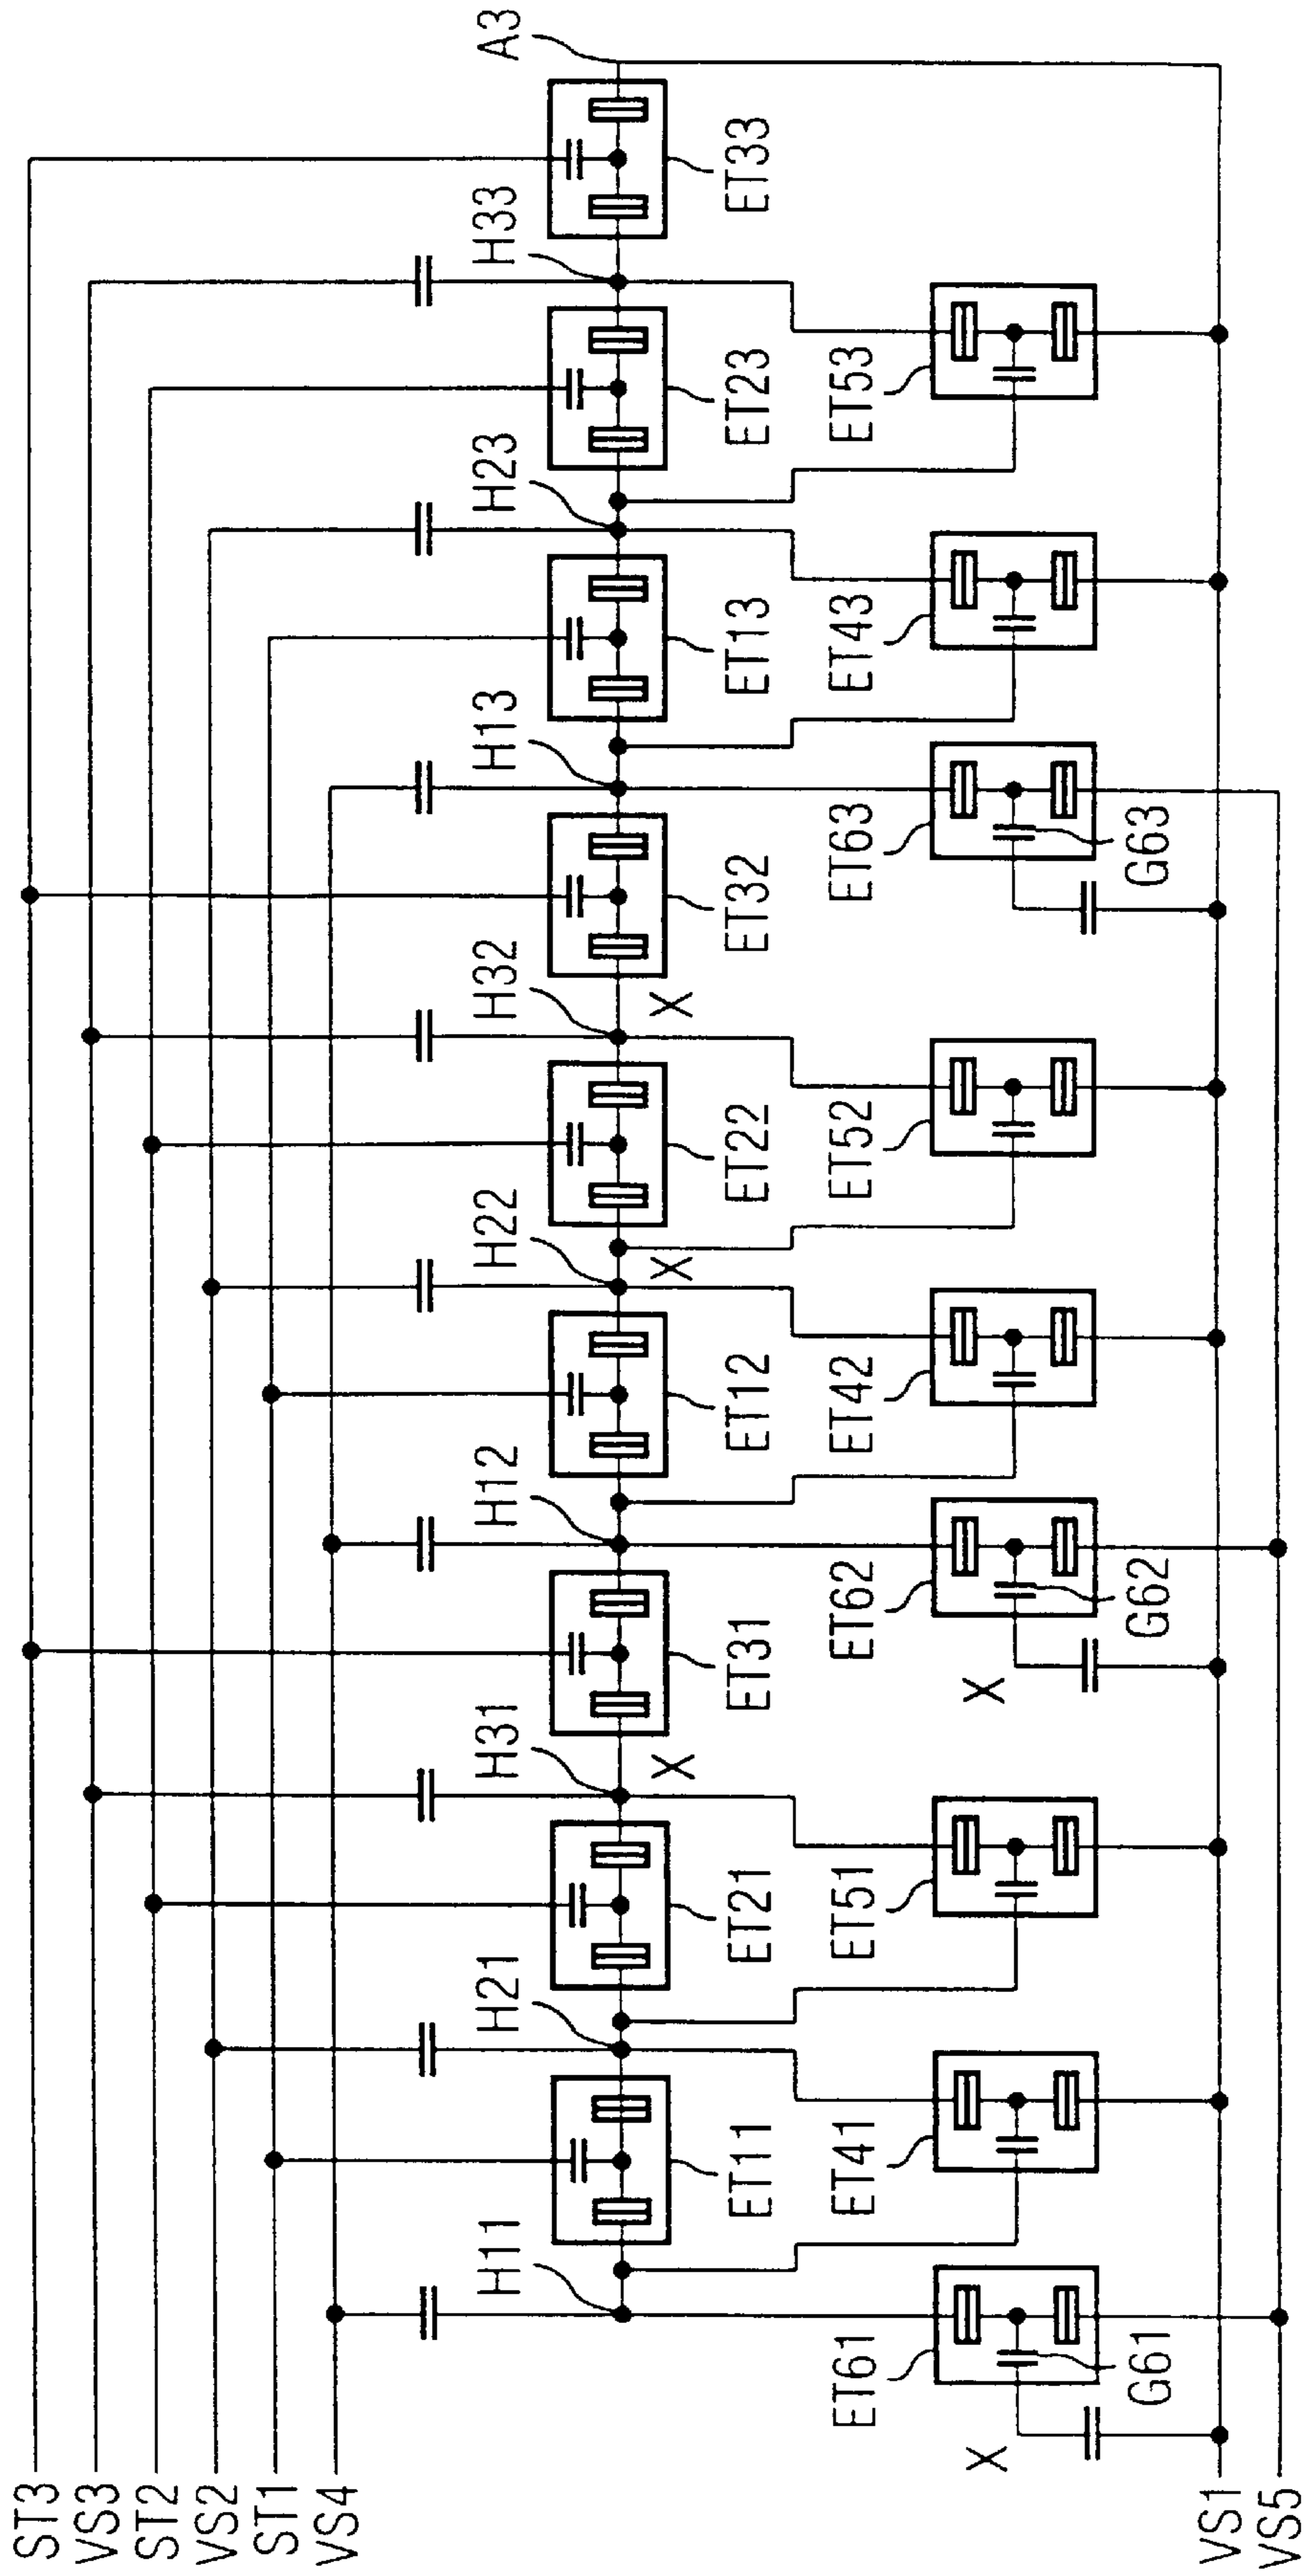 ST3
VS3
ST2
VS2
ST1
VS4
H11
H21
H31
H12
H22
H32
H13
H23
H33
A3
ET11
ET21
X
ET31
ET12
X
ET22
X
ET32
ET13
ET23
ET33
ET61
ET41
ET51
ET62
ET42
ET52
ET63
ET43
ET53
X
G61
X
G62
G63
VS1
VS5